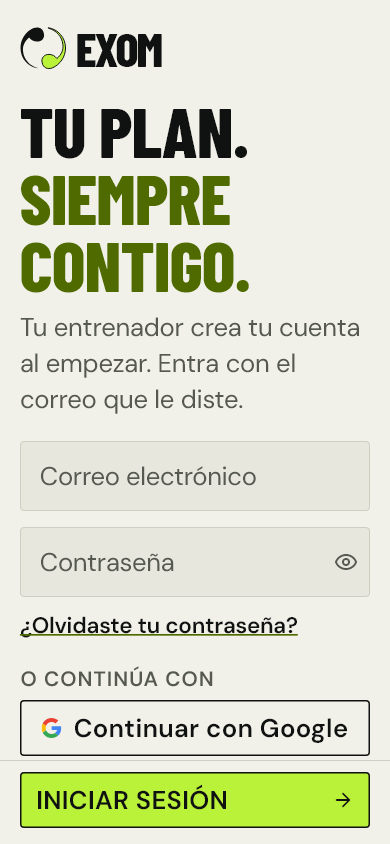 EXOM
TU PLAN.
SIEMPRE
CONTIGO.
Tu entrenador crea tu cuenta
al empezar. Entra con el
correo que le diste.
Correo electrónico
Contraseña
¿Olvidaste tu contraseña?
O CONTINÚA CON
Continuar con Google
INICIAR SESIÓN